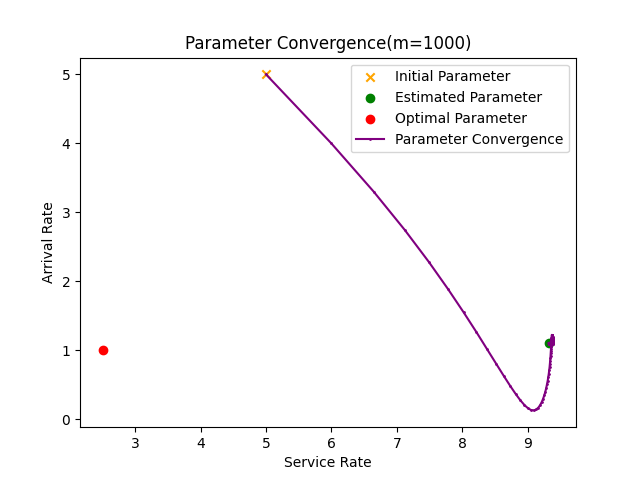 Parameter Convergence(m=1000)
Initial Parameter
Estimated Parameter
Optimal Parameter
Parameter Convergence
Arrival Rate
5
4
3
2
1
0
3 4 5 6 7 8 9
Service Rate